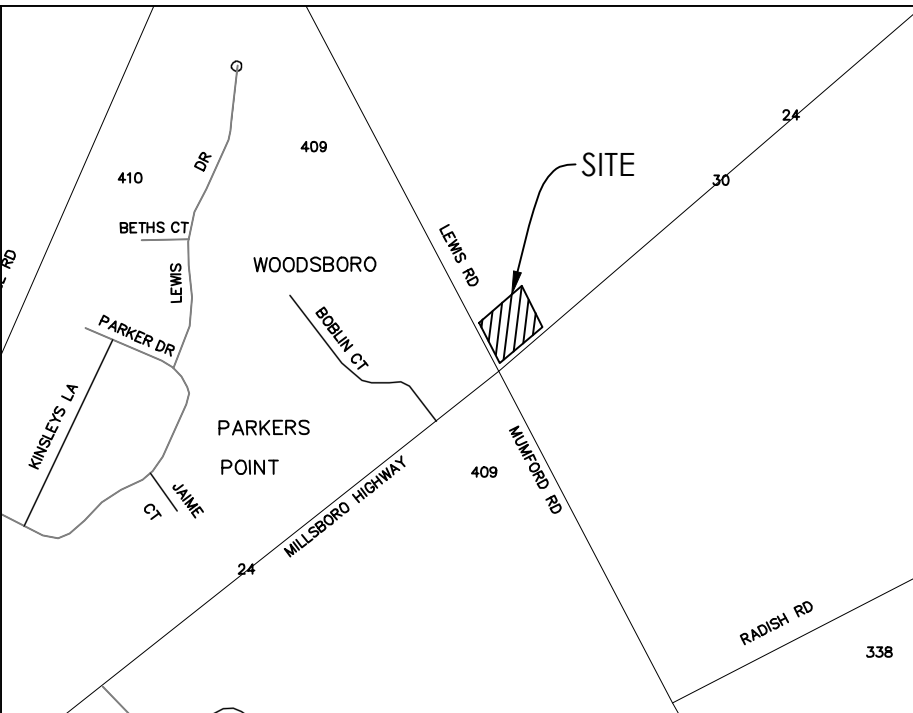 24
409
SITE
DR
410
30
BETHS CT
LEWIS RD
RD
WOODSBORO
LEWIS
BOBLIN CT
PARKER DR
KINSLEYS LA
PARKERS
POINT
MUMFORD RD
409
MILLSBORO HIGHWAY
JAIME
CT
24
RADISH RD
338